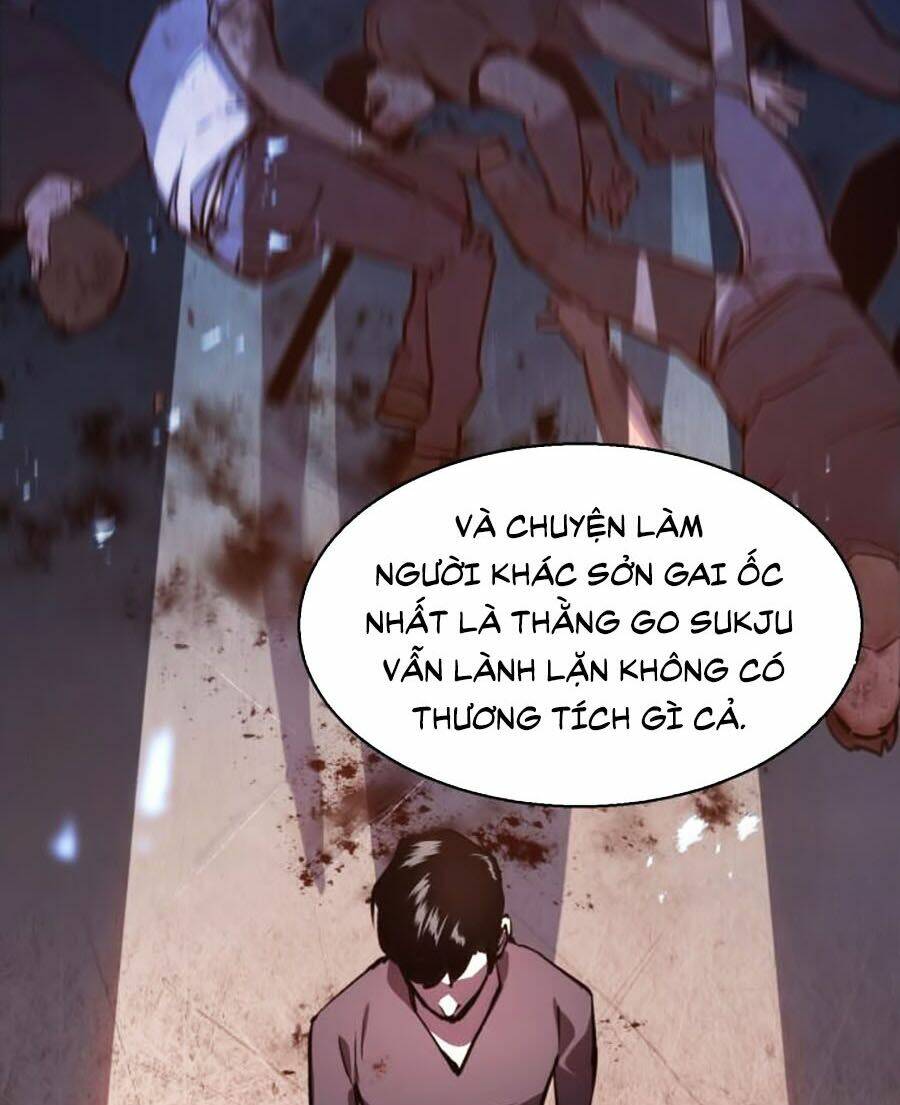 VÀ CHUYỆN LÀM
NGƯỜI KHÁC SỞN GAI ỐC
NHẤT LÀ THẰNG GO SUKJU
VẪN LÀNH LẶN KHÔNG CÓ
THƯƠNG TÍCH GÌ CẢ.